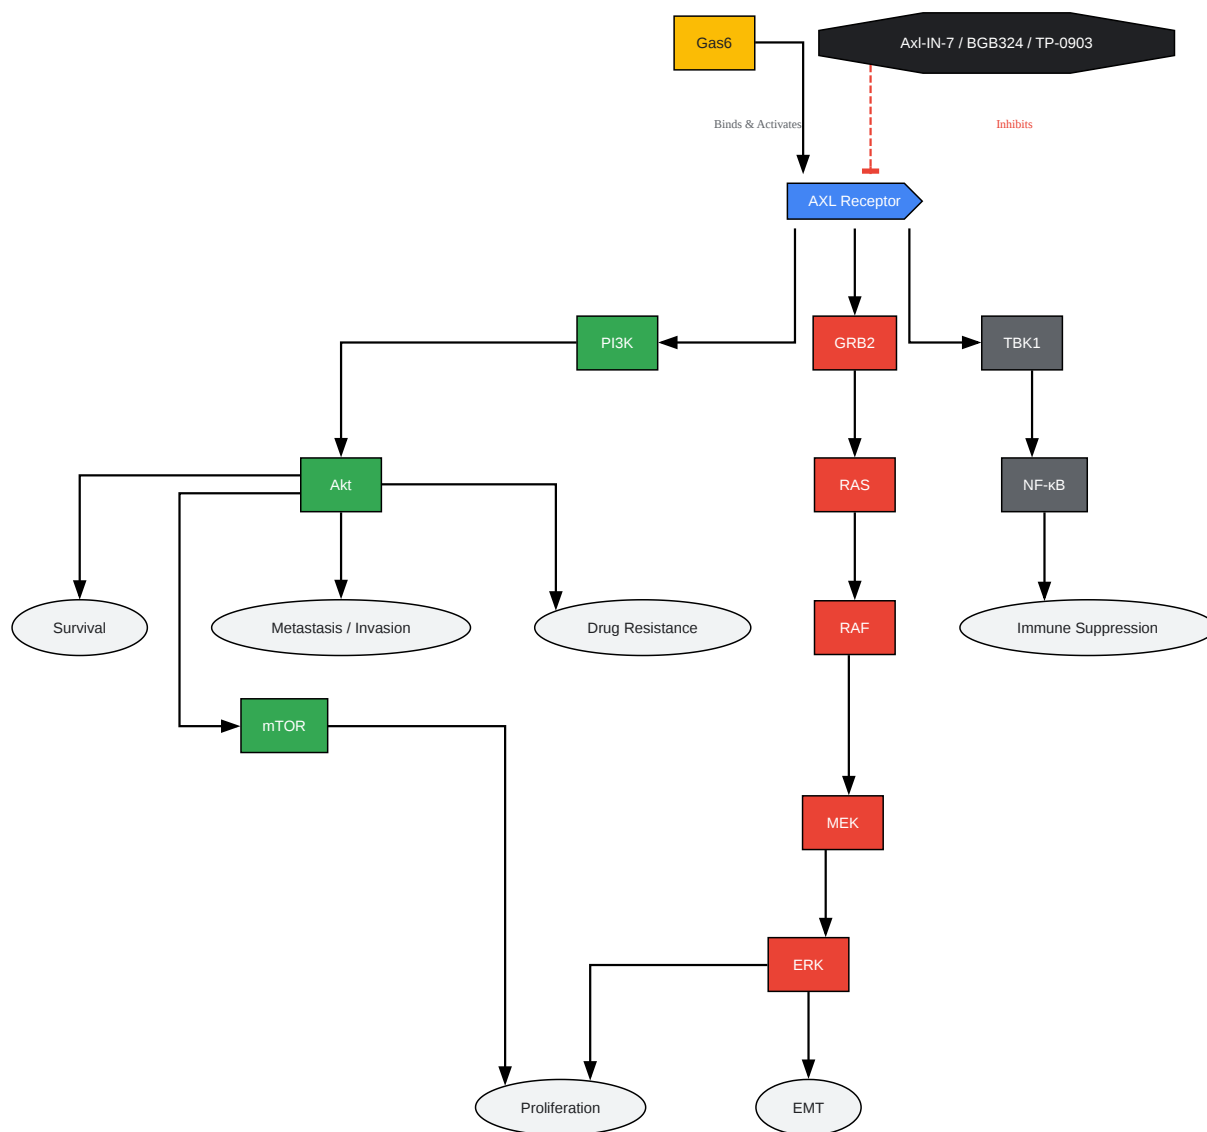 Gas6
Axl-IN-7 / BGB324 / TP-0903
Binds & Activates
Inhibits
AXL Receptor
PI3K
GRB2
TBK1
Akt
RAS
NF-κB
Survival
Metastasis / Invasion
Drug Resistance
RAF
Immune Suppression
mTOR
MEK
ERK
Proliferation
EMT